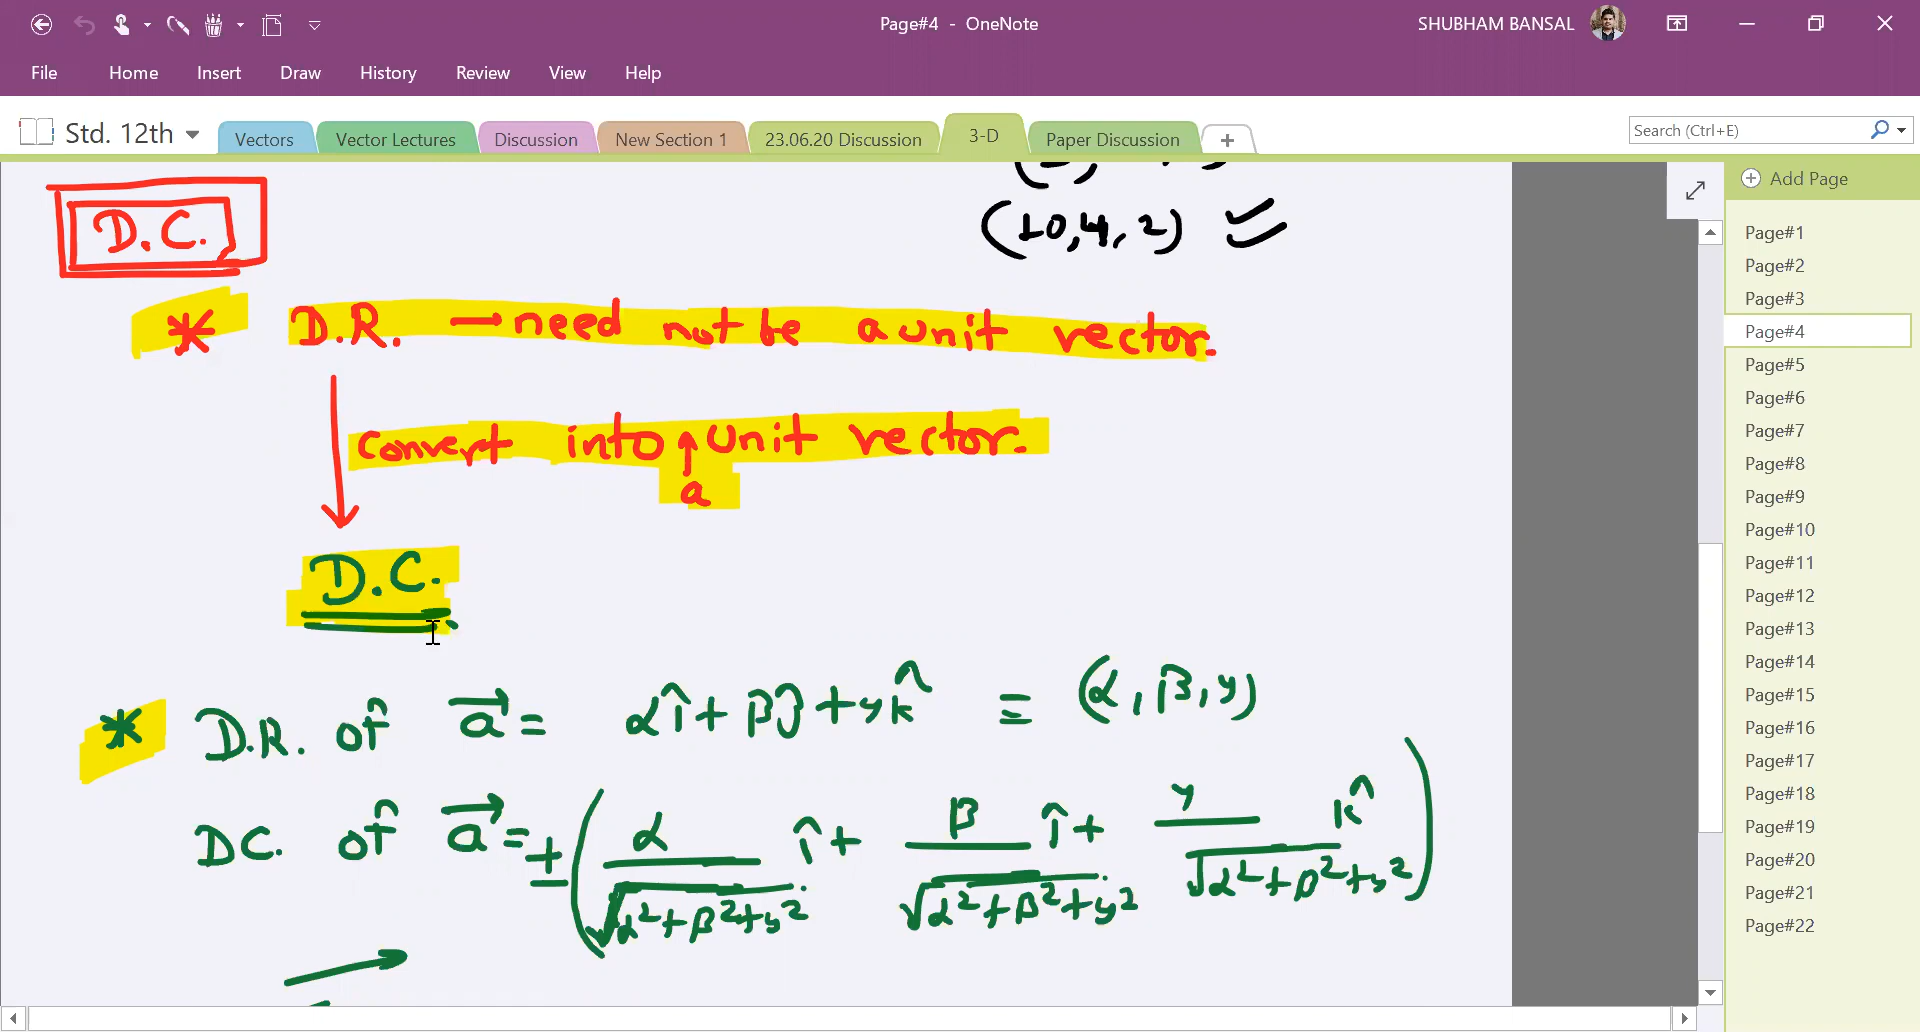 Page#4 - OneNote
SHUBHAM BANSAL
File Home Insert Draw History Review View Help
Std. 12th
Vectors
Vector Lectures
Discussion
New Section 1
23.06.20 Discussion
3-D
Paper Discussion
+
Search (Ctrl+E)
Add Page
Page#1
Page#2
Page#3
Page#4
Page#5
Page#6
Page#7
Page#8
Page#9
Page#10
Page#11
Page#12
Page#13
Page#14
Page#15
Page#16
Page#17
Page#18
Page#19
Page#20
Page#21
Page#22
(10,4,2)
D.C.
* D.R. → need not be a unit vector.
convert into unit vector.
a
D.C.
* D.R. of a⃗ = αî + βĵ + γk̂ ≡ (α, β, γ)
DC. of a⃗ = ± (α/√(α²+β²+γ²) î + β/√(α²+β²+γ²) î + γ/√(α²+β²+γ²) k̂)